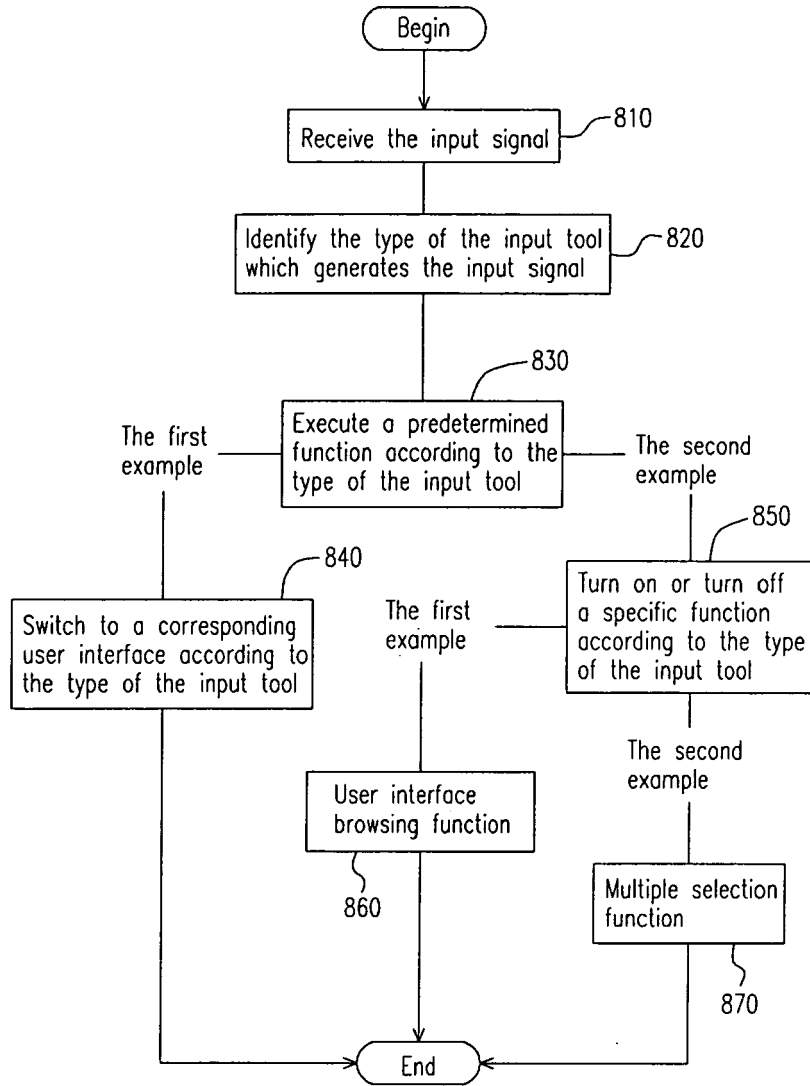 Begin
Receive the input signal
810
Identify the type of the input tool
which generates the input signal
820
830
Execute a predetermined
function according to the
type of the input tool
The first
example
The second
example
840
Switch to a corresponding
user interface according to
the type of the input tool
850
Turn on or turn off
a specific function
according to the type
of the input tool
The first
example
The second
example
User interface
browsing function
860
Multiple selection
function
870
End